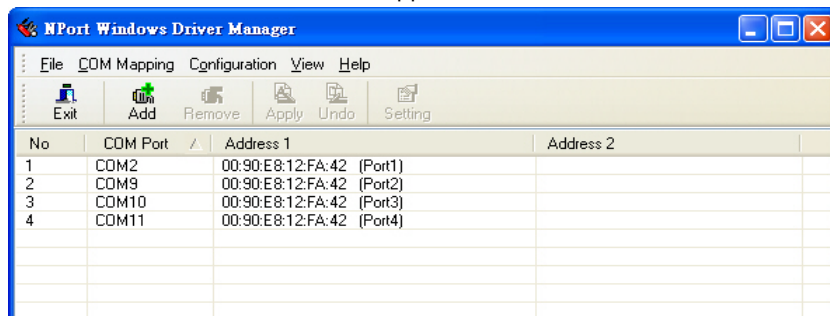 NPort Windows Driver Manager
File COM Mapping Configuration View Help
Exit Add Remove Apply Undo Setting
No COM Port Address 1 Address 2
1 COM2 00:90:E8:12:FA:42 (Port1)
2 COM9 00:90:E8:12:FA:42 (Port2)
3 COM10 00:90:E8:12:FA:42 (Port3)
4 COM11 00:90:E8:12:FA:42 (Port4)